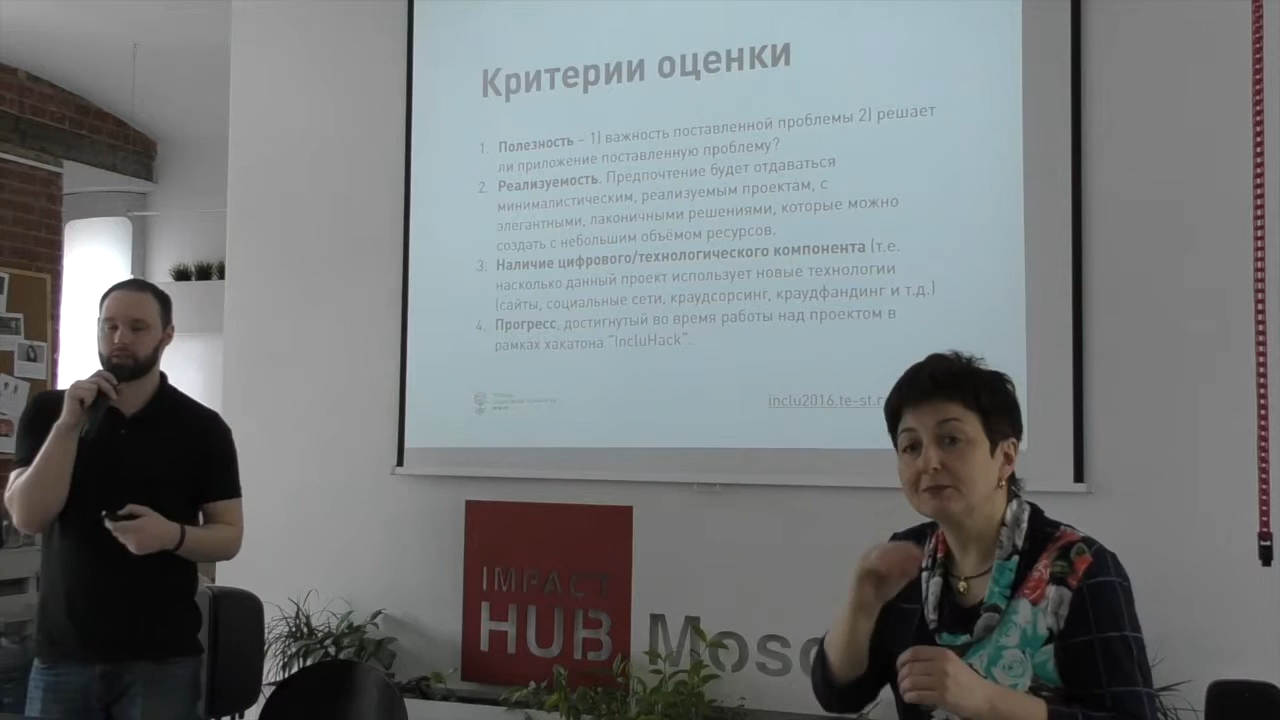 Критерии оценки
1. Полезность – 1) важность поставленной проблемы 2) решает
ли приложение поставленную проблему?
2. Реализуемость. Предпочтение будет отдаваться
минималистическим, реализуемым проектам, с
элегантными, лаконичными решениями, которые можно
создать с небольшим объёмом ресурсов.
3. Наличие цифрового/технологического компонента (т.е.
насколько данный проект использует новые технологии
(сайты, социальные сети, краудсорсинг, краудфандинг и т.д.)
4. Прогресс, достигнутый во время работы над проектом в
рамках хакатона "IncluHack".
inclu2016.te-st.r
IMPACT
HUB
Mosc